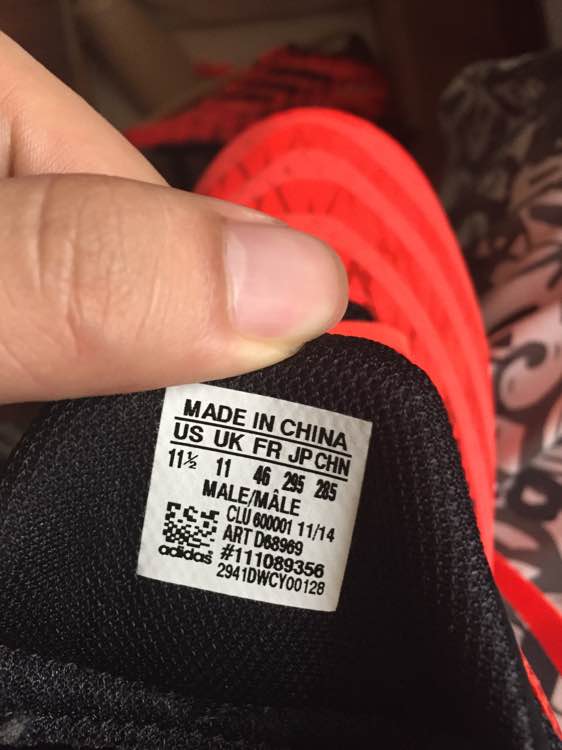 MADE IN CHINA
US UK FR JP CHN
11½ 11 46 295 285
MALE/MÂLE
CLU 600001 11/14
ART D68969
adidas #111089356
2941DWCY00128